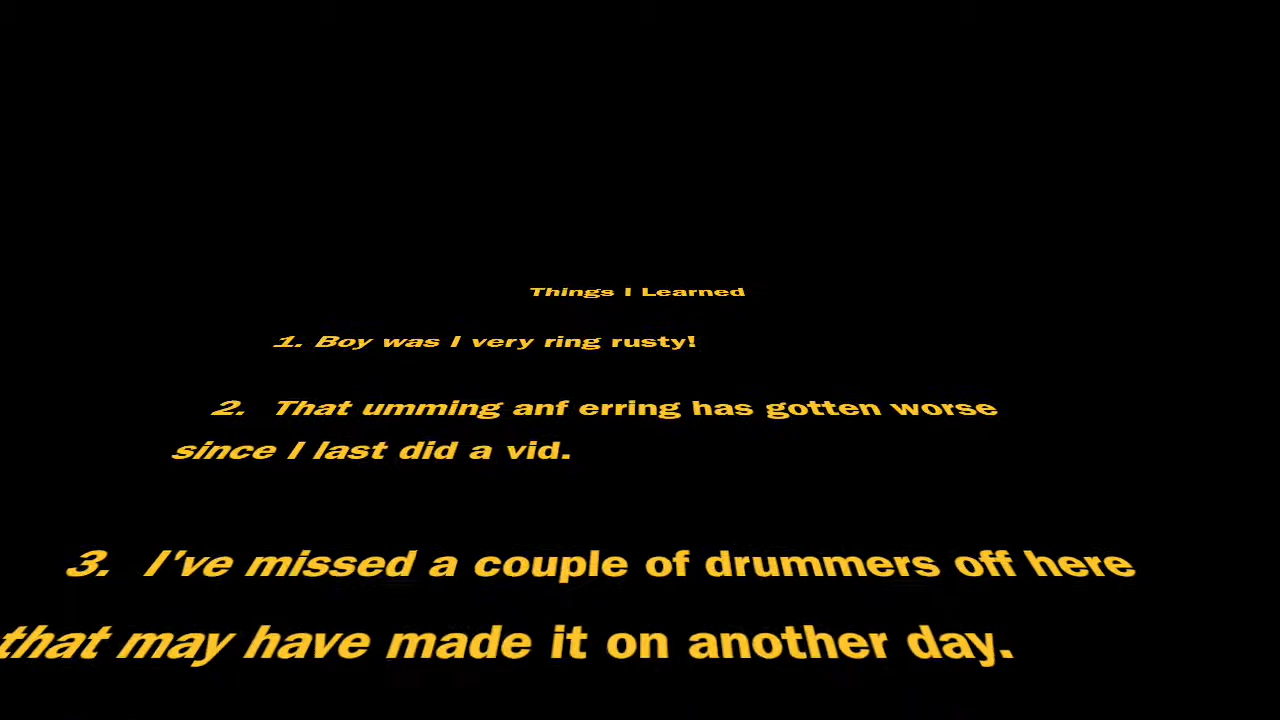 Things I Learned
1. Boy was I very ring rusty!
2. That umming anf erring has gotten worse
since I last did a vid.
3. I've missed a couple of drummers off here
that may have made it on another day.